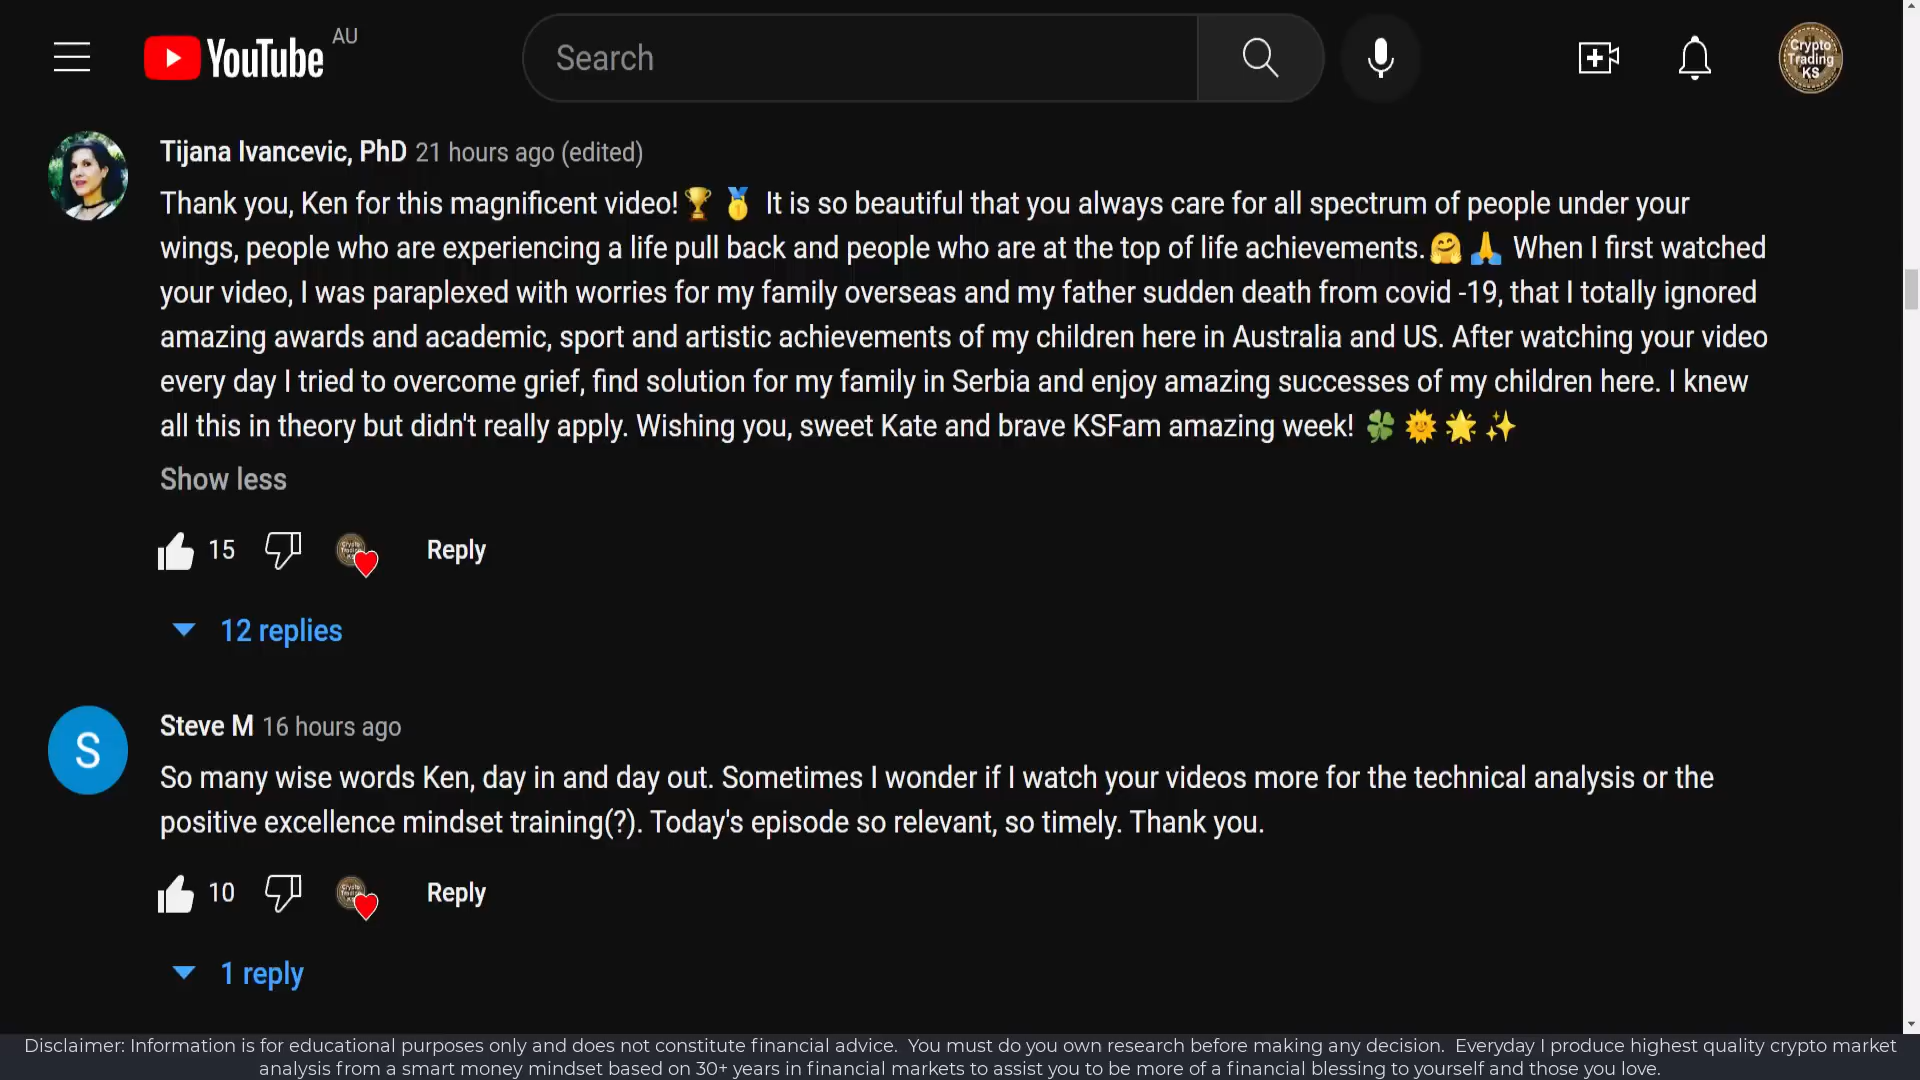 YouTube AU
Search
Crypto
Trading
KS
Tijana Ivancevic, PhD 21 hours ago (edited)
Thank you, Ken for this magnificent video!🏆🥇 It is so beautiful that you always care for all spectrum of people under your
wings, people who are experiencing a life pull back and people who are at the top of life achievements.🤗🙏 When I first watched
your video, I was paraplexed with worries for my family overseas and my father sudden death from covid -19, that I totally ignored
amazing awards and academic, sport and artistic achievements of my children here in Australia and US. After watching your video
every day I tried to overcome grief, find solution for my family in Serbia and enjoy amazing successes of my children here. I knew
all this in theory but didn't really apply. Wishing you, sweet Kate and brave KSFam amazing week! 🍀🌞🌟✨
Show less
15 Reply
12 replies
S
Steve M 16 hours ago
So many wise words Ken, day in and day out. Sometimes I wonder if I watch your videos more for the technical analysis or the
positive excellence mindset training(?). Today's episode so relevant, so timely. Thank you.
10 Reply
1 reply
Disclaimer: Information is for educational purposes only and does not constitute financial advice. You must do you own research before making any decision. Everyday I produce highest quality crypto market
analysis from a smart money mindset based on 30+ years in financial markets to assist you to be more of a financial blessing to yourself and those you love.